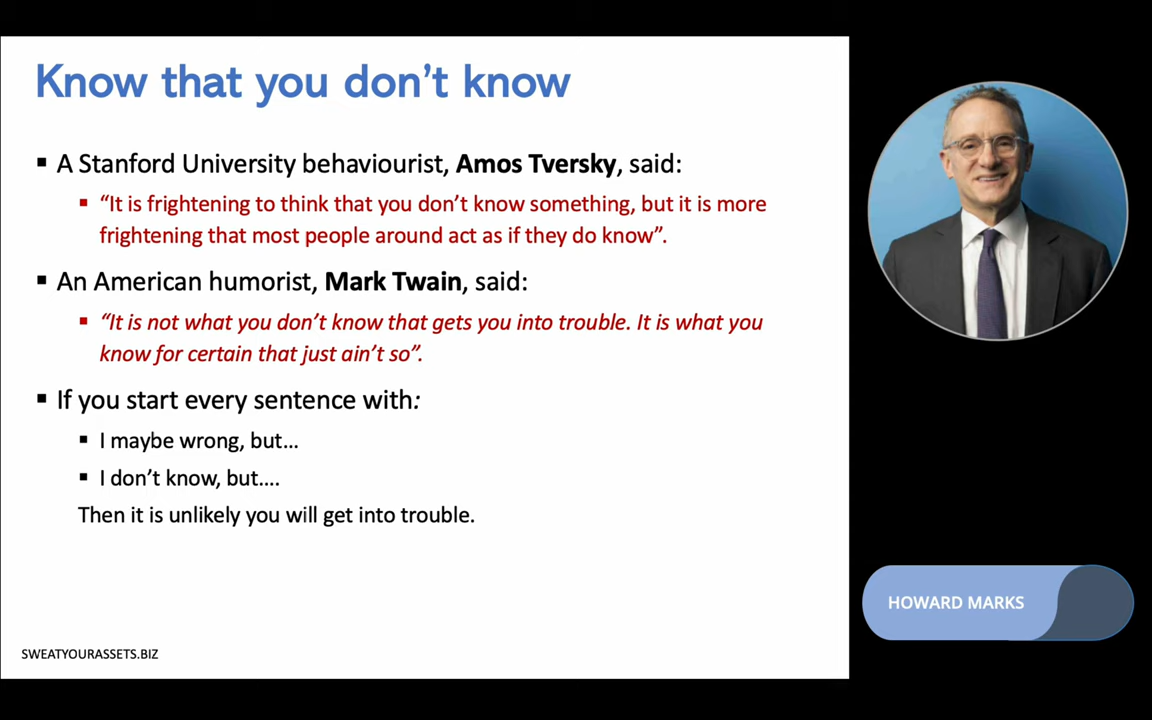 Know that you don’t know
▪ A Stanford University behaviourist, Amos Tversky, said:
▪ “It is frightening to think that you don’t know something, but it is more
frightening that most people around act as if they do know”.
▪ An American humorist, Mark Twain, said:
▪ “It is not what you don’t know that gets you into trouble. It is what you
know for certain that just ain’t so”.
▪ If you start every sentence with:
▪ I maybe wrong, but…
▪ I don’t know, but….
Then it is unlikely you will get into trouble.
HOWARD MARKS
SWEATYOURASSETS.BIZ